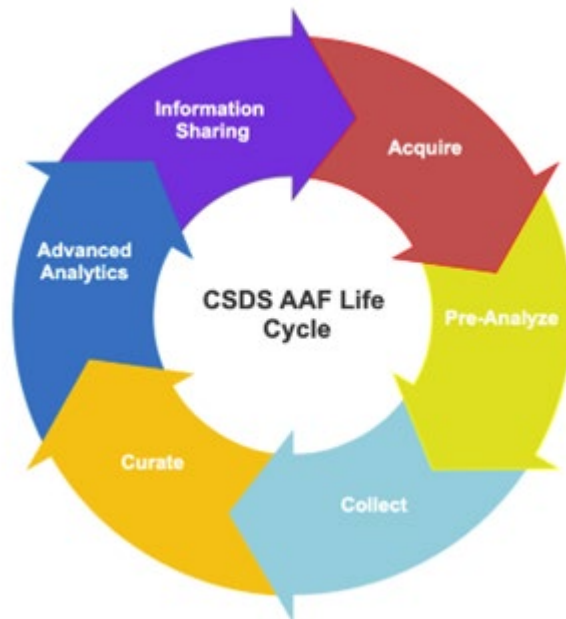 Information
Sharing
Acquire
Advanced
Analytics
CSDS AAF Life
Cycle
Pre-Analyze
Curate
Collect